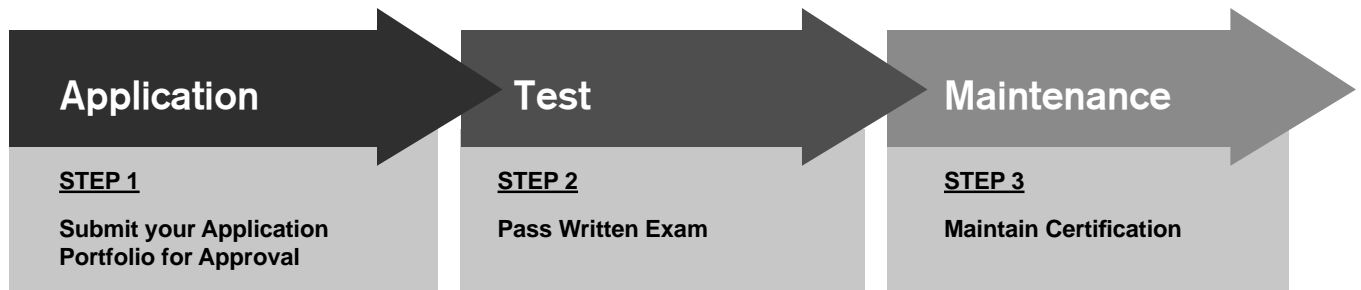 Application
STEP 1
Submit your Application
Portfolio for Approval
Test
STEP 2
Pass Written Exam
Maintenance
STEP 3
Maintain Certification